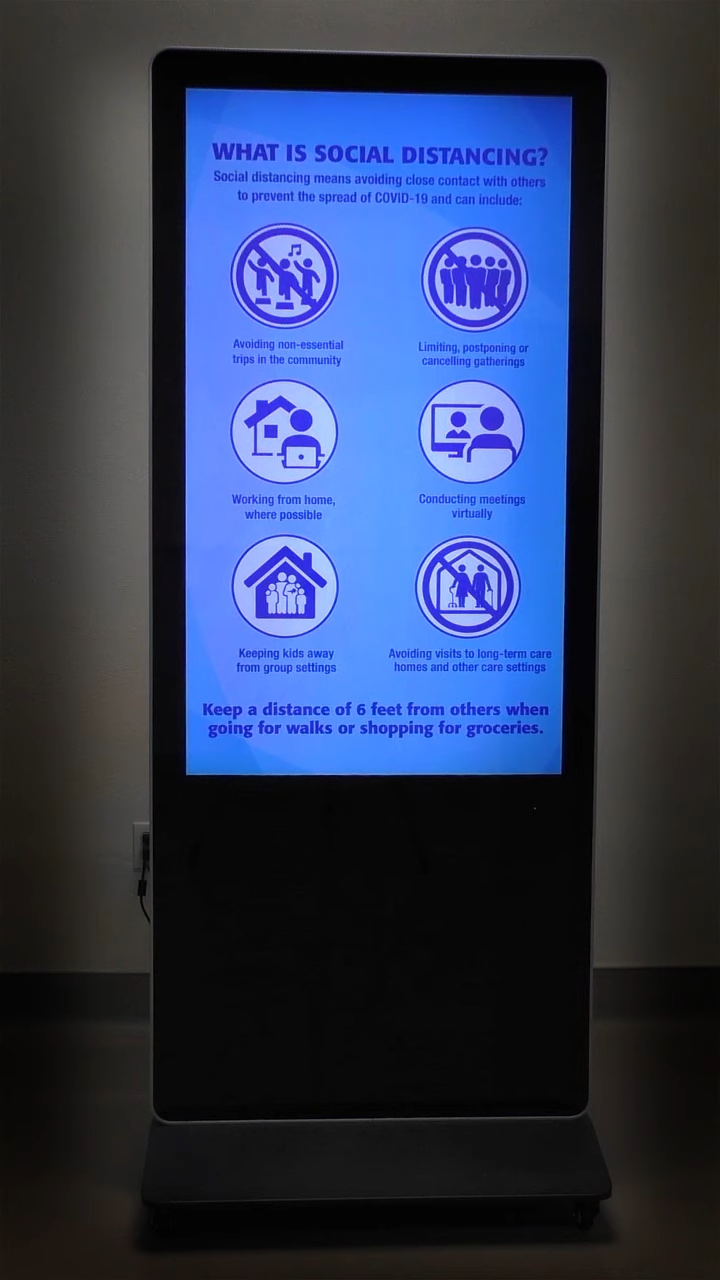 WHAT IS SOCIAL DISTANCING?
Social distancing means avoiding close contact with others
to prevent the spread of COVID-19 and can include:
Avoiding non-essential
trips in the community
Limiting, postponing or
cancelling gatherings
Working from home,
where possible
Conducting meetings
virtually
Keeping kids away
from group settings
Avoiding visits to long-term care
homes and other care settings
Keep a distance of 6 feet from others when
going for walks or shopping for groceries.